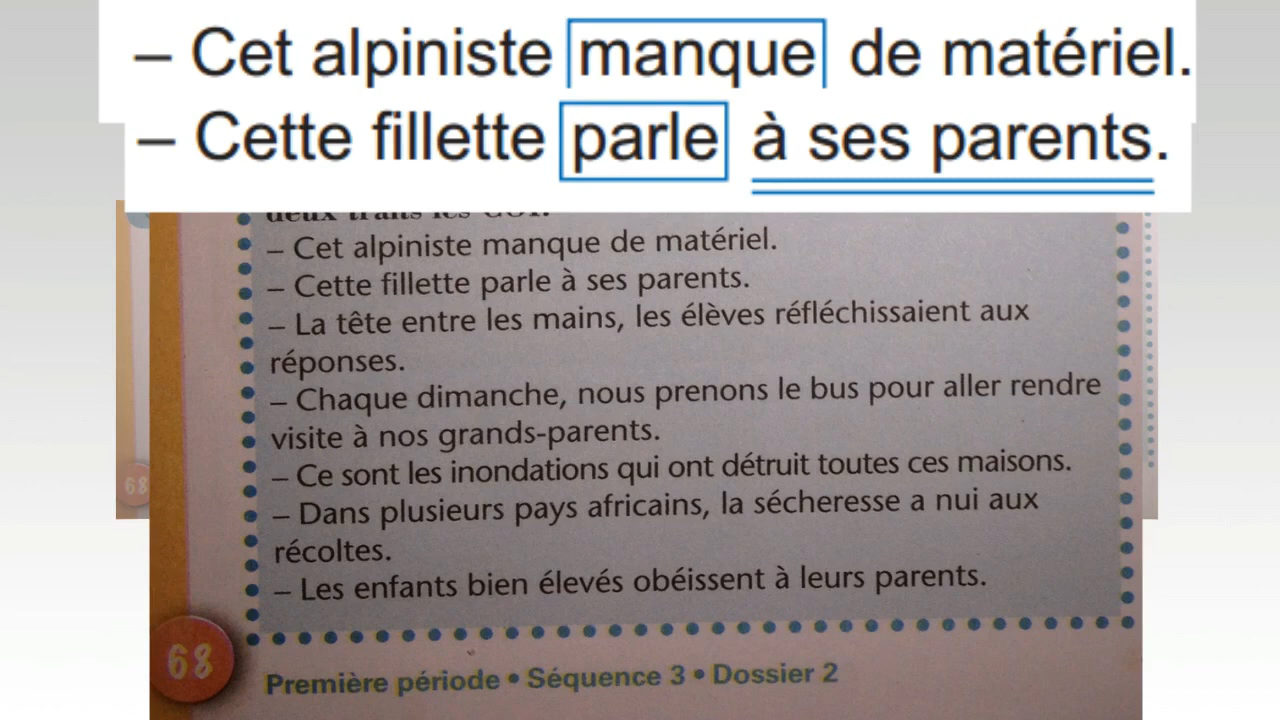 – Cet alpiniste manque de matériel.
– Cette fillette parle à ses parents.
deux traits les COI.
– Cet alpiniste manque de matériel.
– Cette fillette parle à ses parents.
– La tête entre les mains, les élèves réfléchissaient aux
réponses.
– Chaque dimanche, nous prenons le bus pour aller rendre
visite à nos grands-parents.
– Ce sont les inondations qui ont détruit toutes ces maisons.
– Dans plusieurs pays africains, la sécheresse a nui aux
récoltes.
– Les enfants bien élevés obéissent à leurs parents.
68
68
Première période • Séquence 3 • Dossier 2